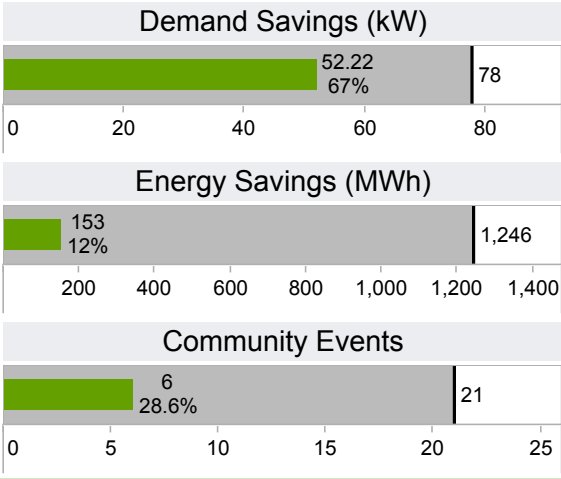 Demand Savings (kW)
52.22
67%
78
0 20 40 60 80
Energy Savings (MWh)
153
12%
1,246
200 400 600 800 1,000 1,200 1,400
Community Events
6
28.6%
21
0 5 10 15 20 25